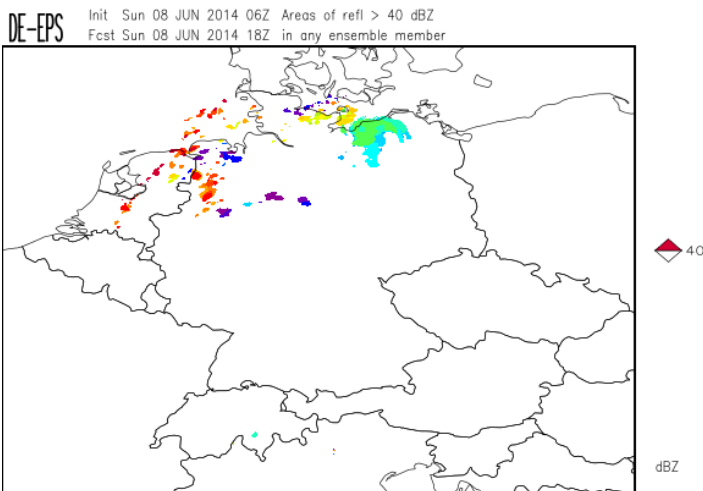 DE-EPS
Init Sun 08 JUN 2014 06Z Areas of refl > 40 dBZ
Fcst Sun 08 JUN 2014 18Z in any ensemble member
40
dBZ